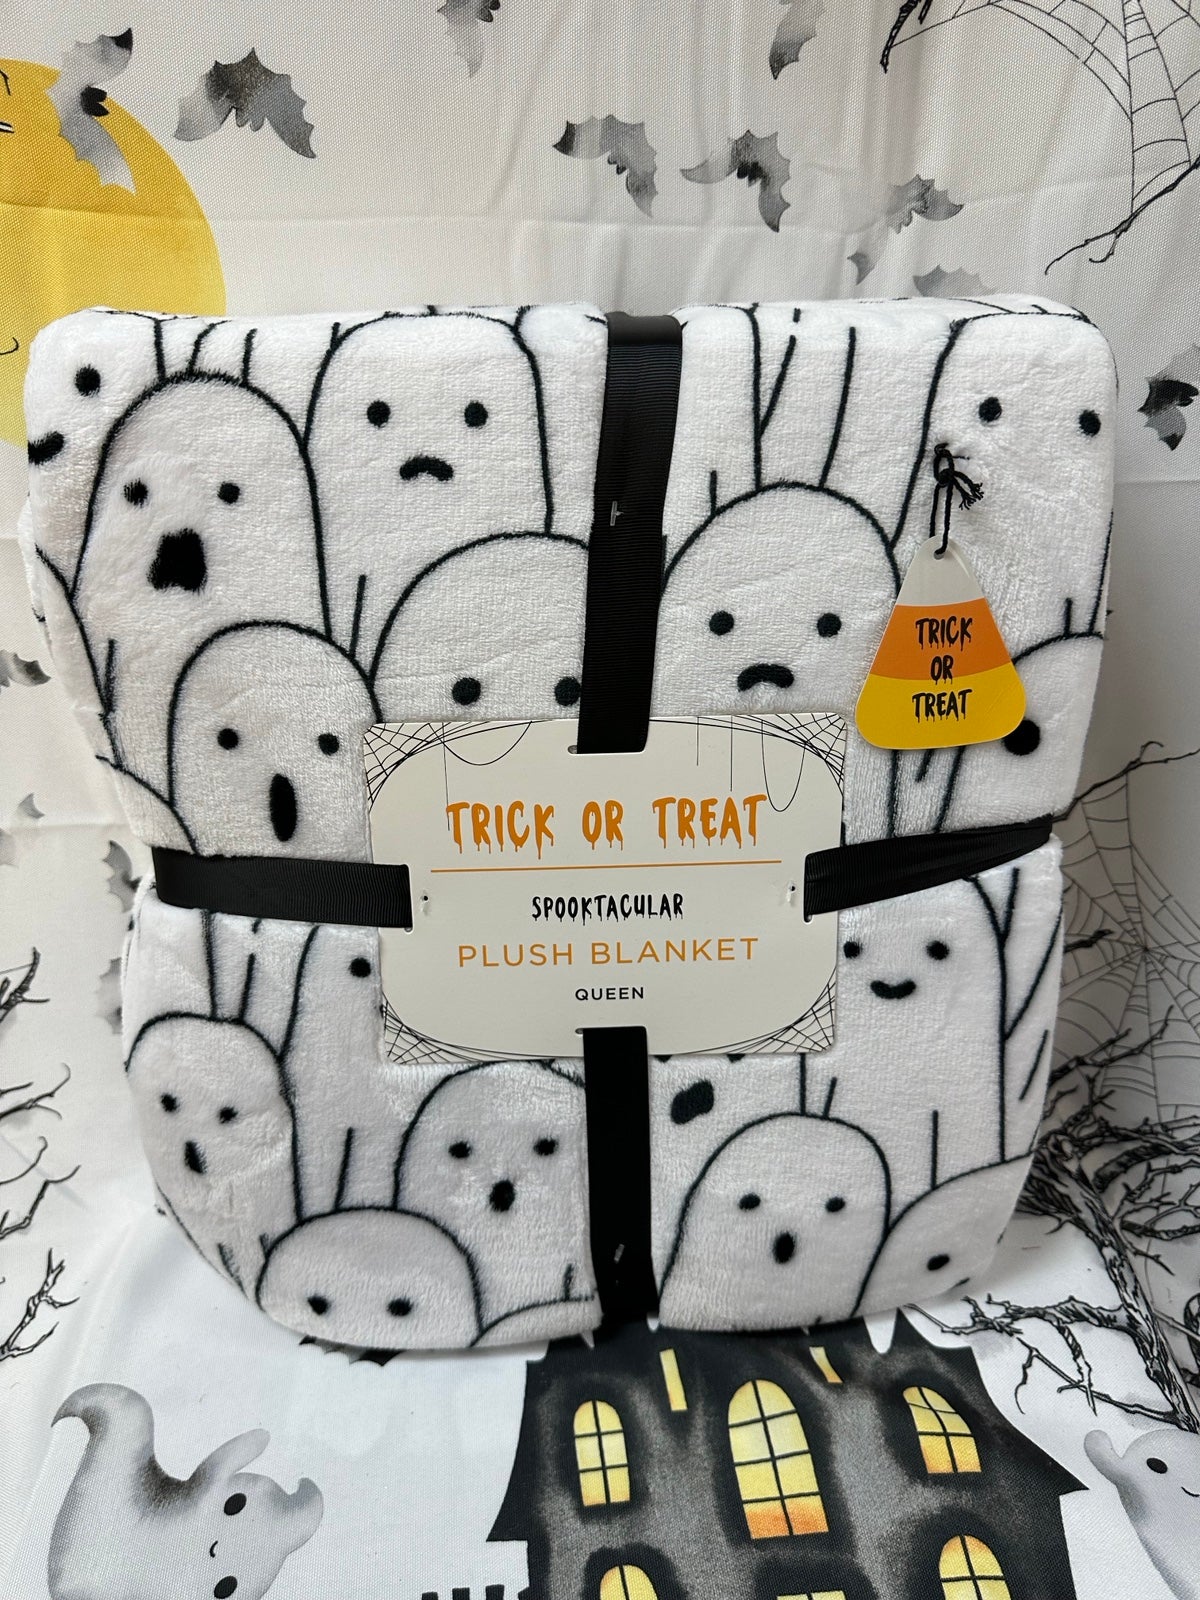 TRICK
OR
TREAT
TRICK OR TREAT
SPOOKTACULAR
PLUSH BLANKET
QUEEN